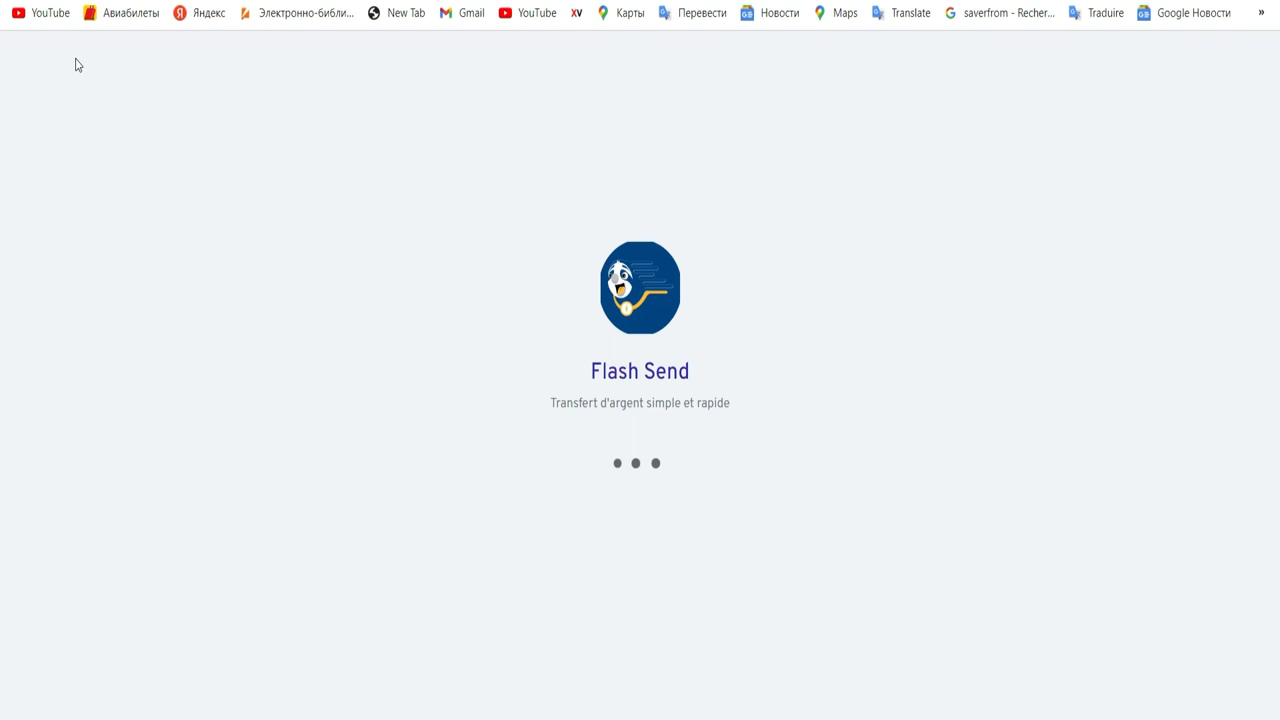 YouTube Авиабилеты Яндекс Электронно-библи... New Tab Gmail YouTube XV Карты Перевести Новости Maps Translate saverfrom - Recher... Traduire Google Новости »
Flash Send
Transfert d'argent simple et rapide